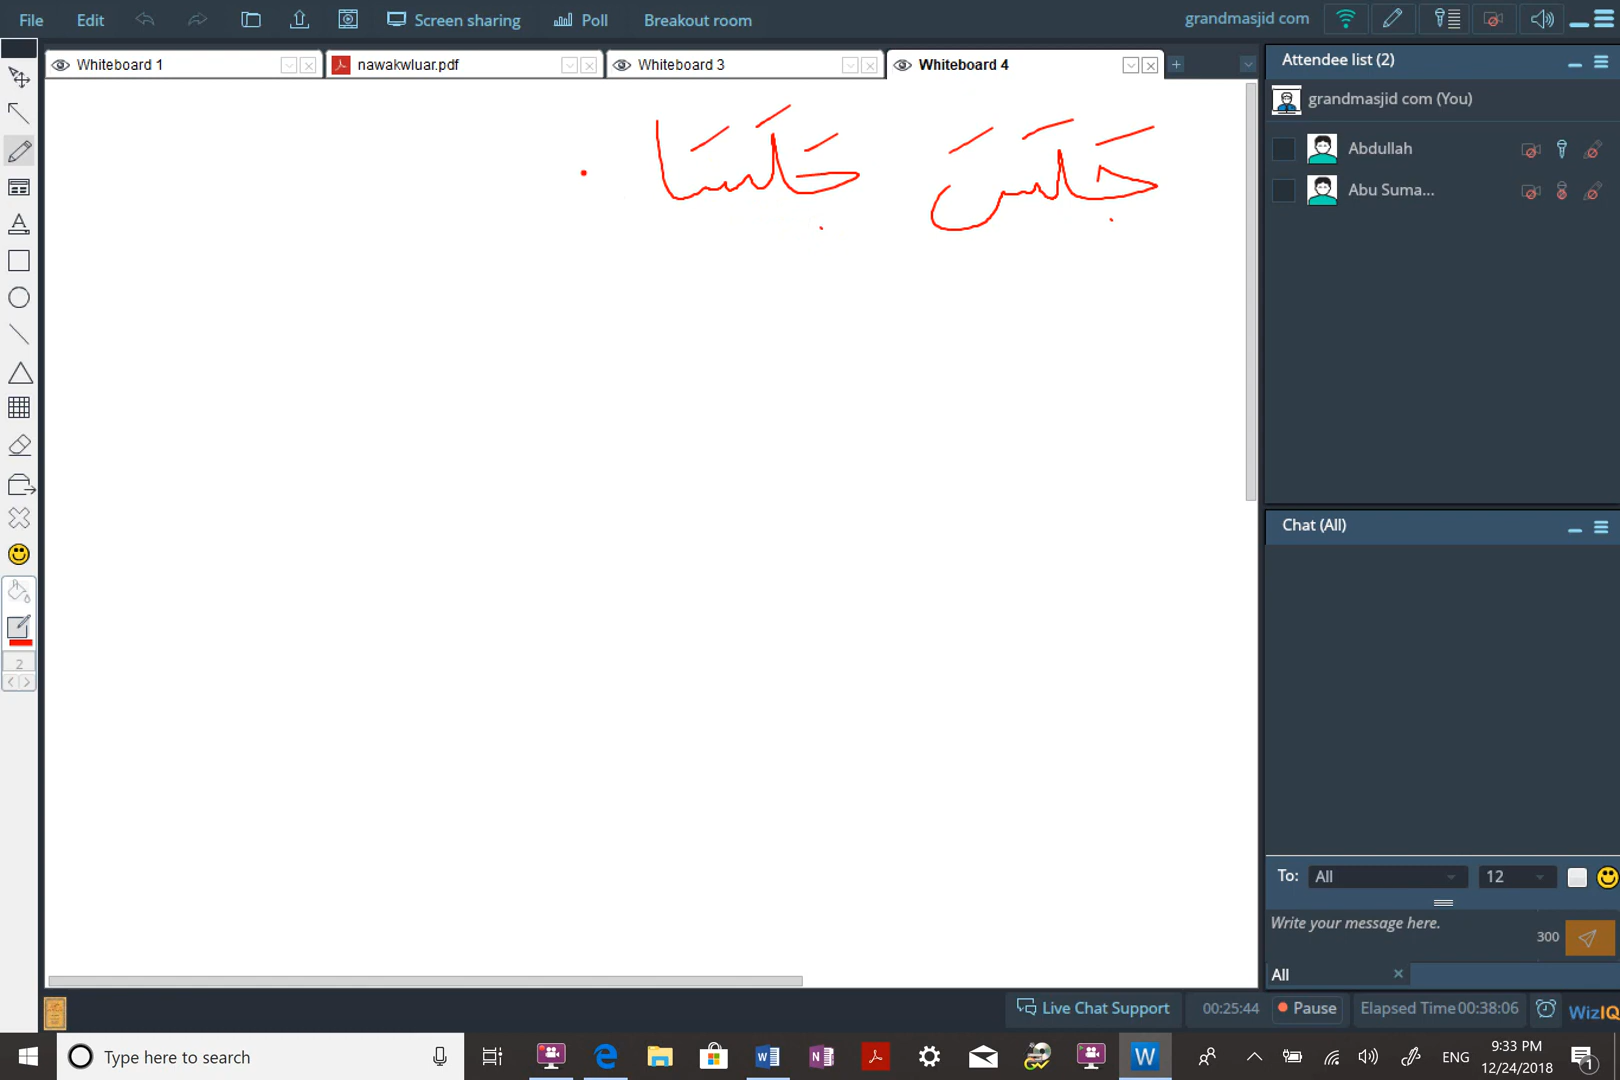 File Edit Screen sharing Poll Breakout room grandmasjid com
Whiteboard 1 nawakwluar.pdf Whiteboard 3 Whiteboard 4
Attendee list (2)
grandmasjid com (You)
Abdullah
Abu Suma...
جَلَسَ جَلَسَا
2
Chat (All)
To: All 12
Write your message here.
300
All
Live Chat Support 00:25:44 Pause Elapsed Time 00:38:06 WizIQ
Type here to search
ENG 9:33 PM
12/24/2018
1